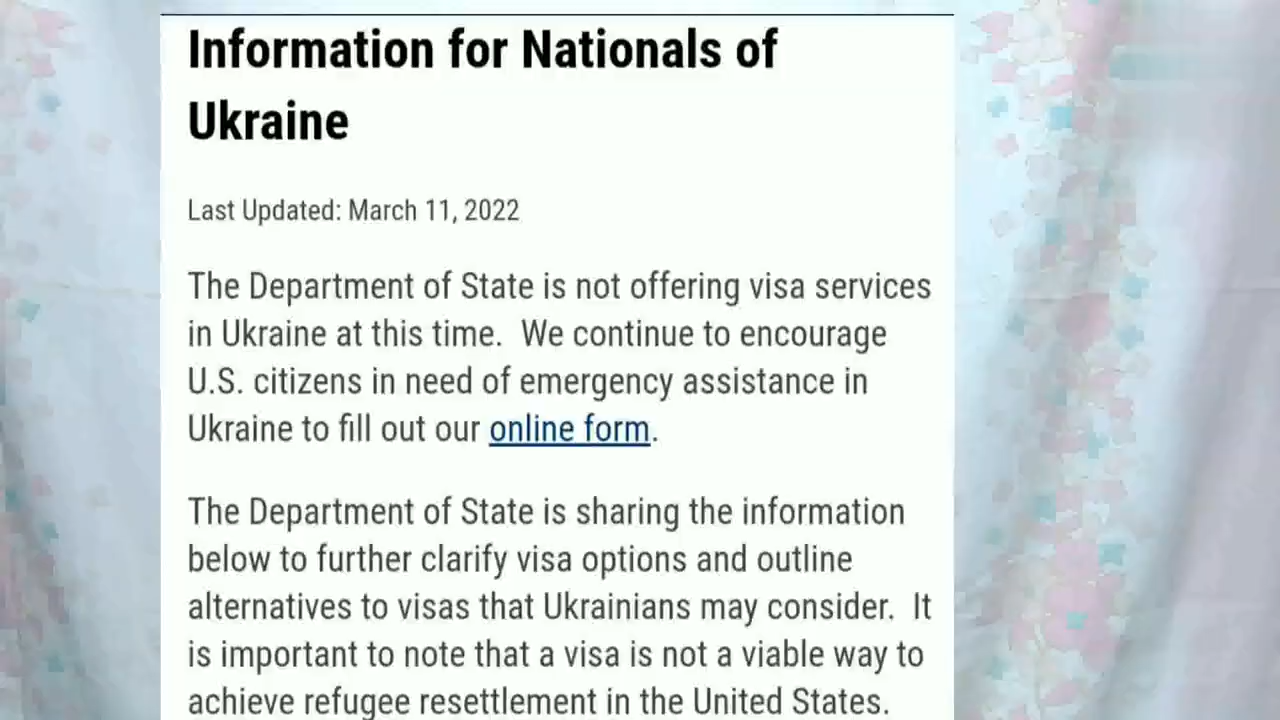 Information for Nationals of
Ukraine
Last Updated: March 11, 2022
The Department of State is not offering visa services
in Ukraine at this time.  We continue to encourage
U.S. citizens in need of emergency assistance in
Ukraine to fill out our online form.
The Department of State is sharing the information
below to further clarify visa options and outline
alternatives to visas that Ukrainians may consider.  It
is important to note that a visa is not a viable way to
achieve refugee resettlement in the United States.